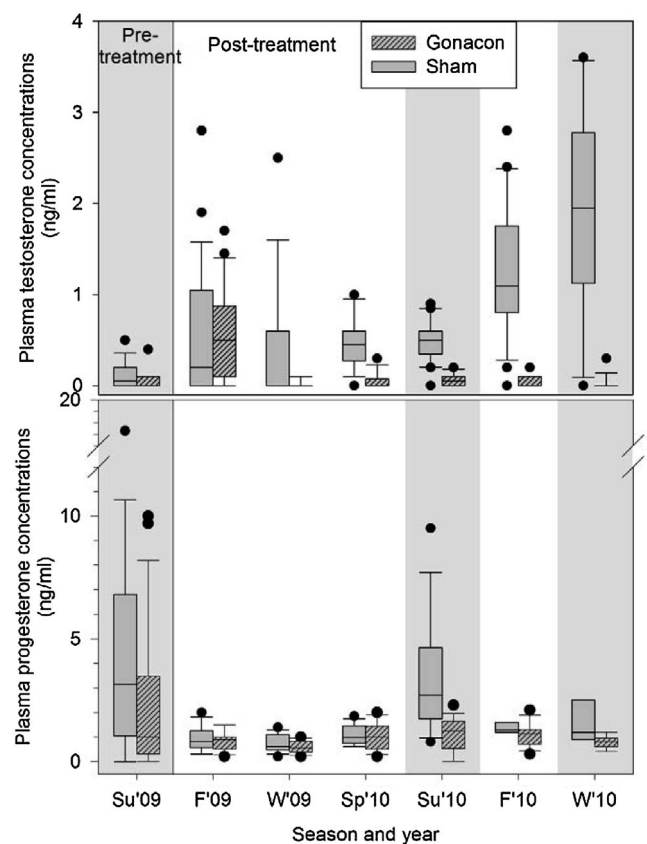 Plasma testosterone concentrations
(ng/ml)
4
3
2
1
0
Pre-
treatment
Post-treatment
Gonacon
Sham
Plasma progesterone concentrations
(ng/ml)
20
10
5
0
Su'09
F'09
W'09
Sp'10
Su'10
F'10
W'10
Season and year